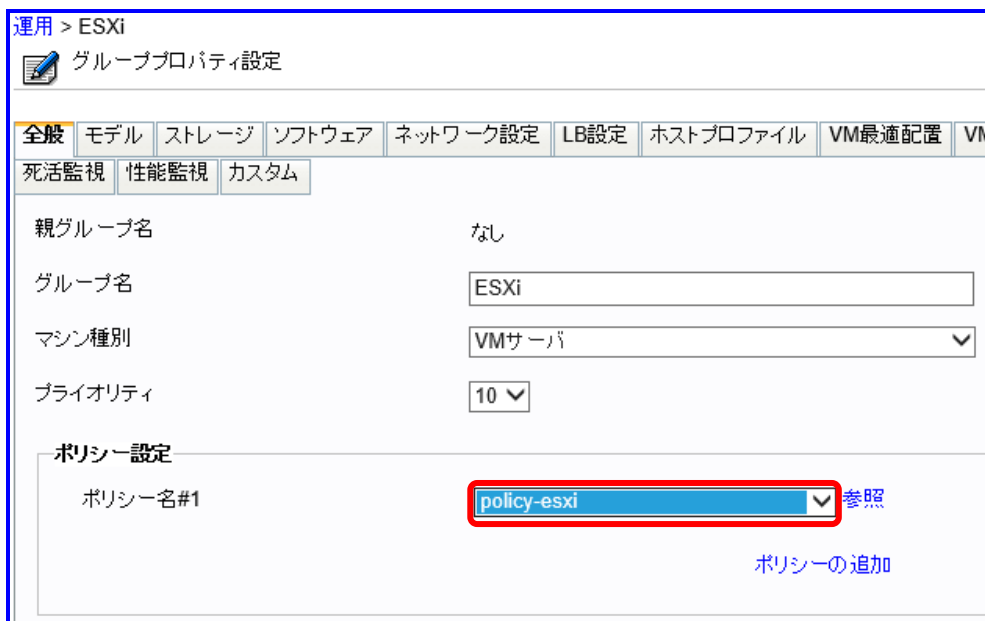 運用 > ESXi
グループプロパティ設定
全般 モデル ストレージ ソフトウェア ネットワーク設定 LB設定 ホストプロファイル VM最適配置
死活監視 性能監視 カスタム
親グループ名 なし
グループ名 ESXi
マシン種別 VMサーバ
プライオリティ 10
ポリシー設定
ポリシー名#1 policy-esxi 参照
ポリシーの追加